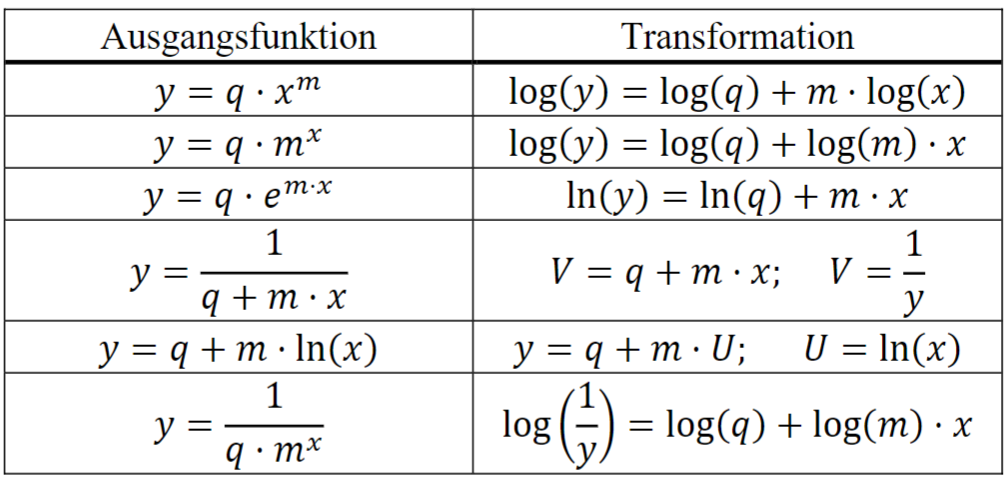 Ausgangsfunktion Transformation
y = q · x^m log(y) = log(q) + m · log(x)
y = q · m^x log(y) = log(q) + log(m) · x
y = q · e^(m·x) ln(y) = ln(q) + m · x
y = 1/(q + m · x) V = q + m · x; V = 1/y
y = q + m · ln(x) y = q + m · U; U = ln(x)
y = 1/(q · m^x) log(1/y) = log(q) + log(m) · x